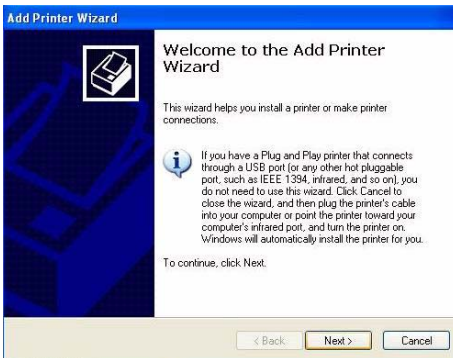 Add Printer Wizard
Welcome to the Add Printer
Wizard
This wizard helps you install a printer or make printer
connections.
If you have a Plug and Play printer that connects
through a USB port (or any other hot pluggable
port, such as IEEE 1394, infrared, and so on), you
do not need to use this wizard. Click Cancel to
close the wizard, and then plug the printer's cable
into your computer or point the printer toward your
computer's infrared port, and turn the printer on.
Windows will automatically install the printer for you.
To continue, click Next.
< Back
Next >
Cancel